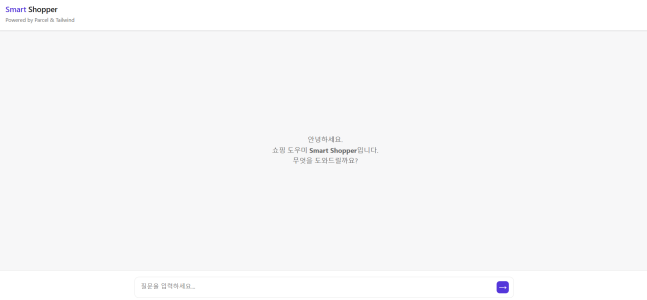 Smart Shopper
Powered by Parcel & Tailwind
안녕하세요.
쇼핑 도우미 Smart Shopper입니다.
무엇을 도와드릴까요?
질문을 입력하세요...